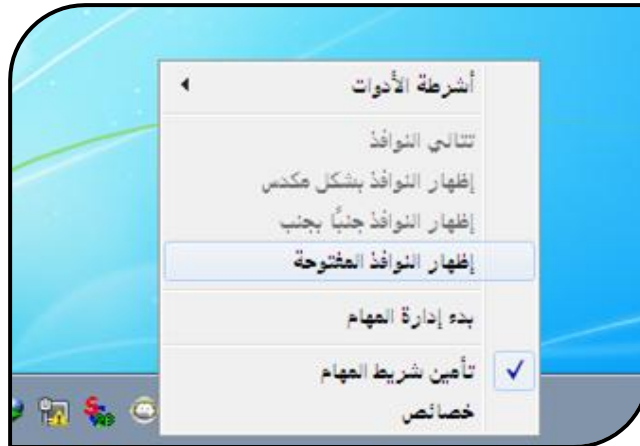 أشرطة الأدوات
تتالي النوافذ
إظهار النوافذ بشكل مكدس
إظهار النوافذ جنبًا بجنب
إظهار النوافذ المفتوحة
بدء إدارة المهام
تأمين شريط المهام
خصائص